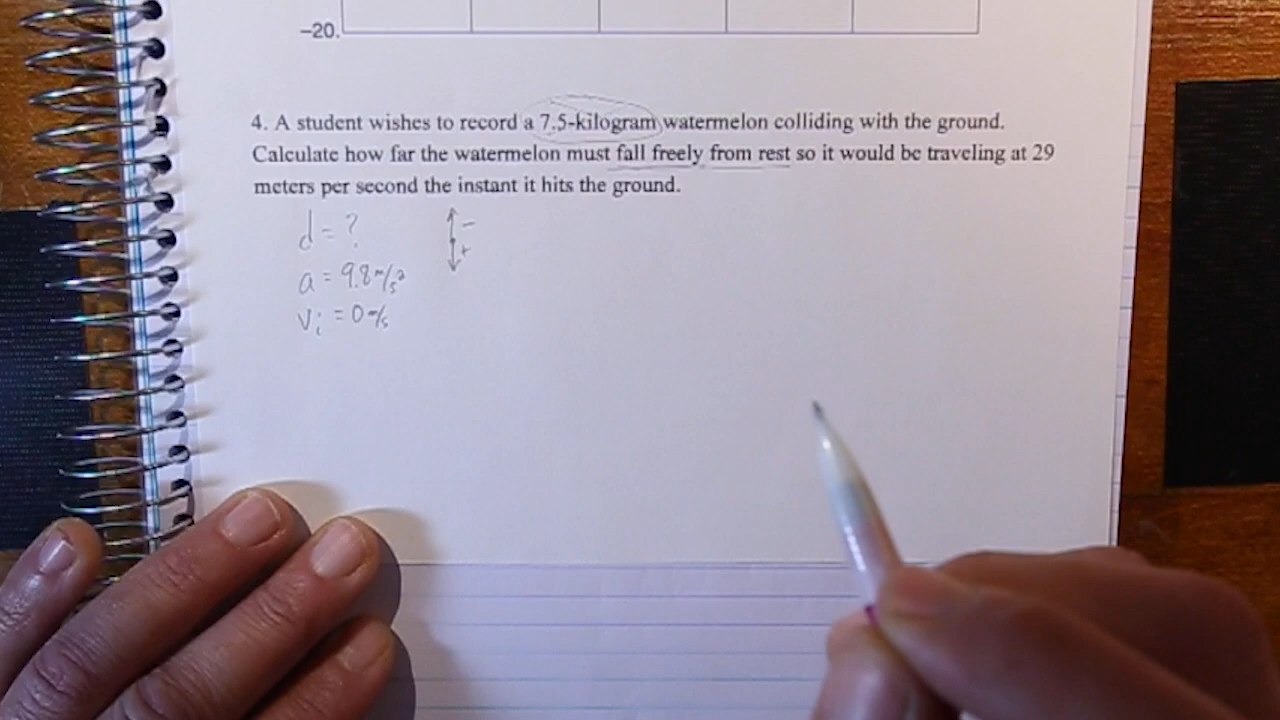 -20.
4. A student wishes to record a 7.5-kilogram watermelon colliding with the ground.
Calculate how far the watermelon must fall freely from rest so it would be traveling at 29
meters per second the instant it hits the ground.
d = ?
-
+
a = 9.8 m/s²
vᵢ = 0 m/s